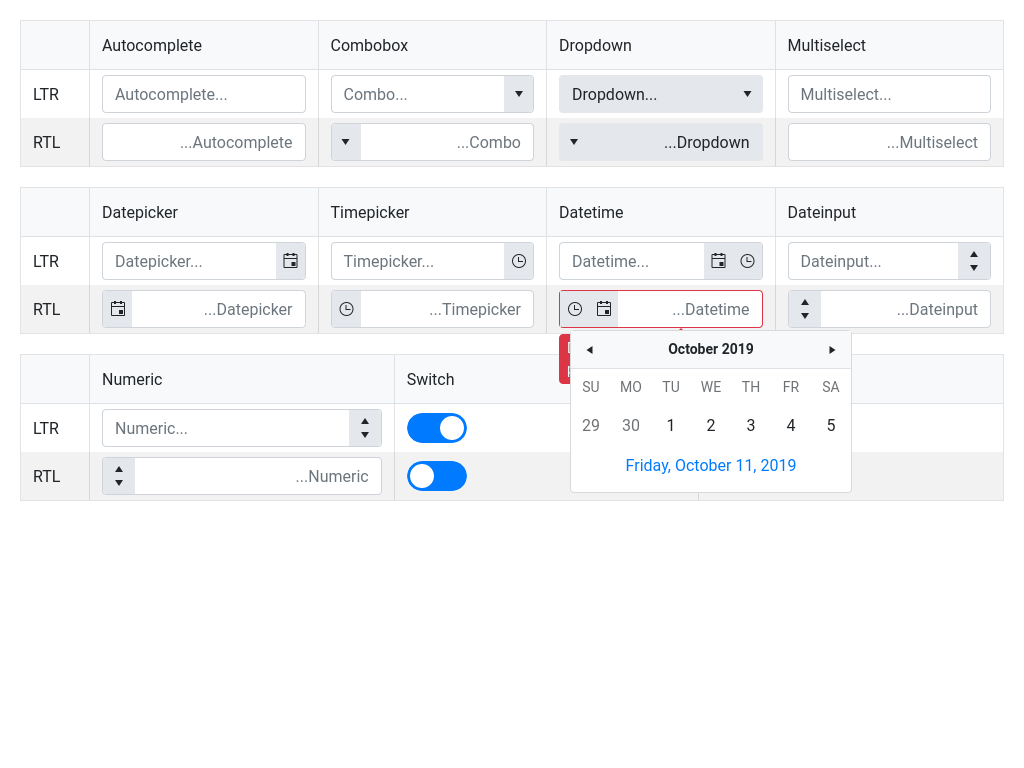 Autocomplete Combobox Dropdown Multiselect
LTR Autocomplete... Combo... Dropdown... Multiselect...
RTL ...Autocomplete ...Combo ...Dropdown ...Multiselect
Datepicker Timepicker Datetime Dateinput
LTR Datepicker... Timepicker... Datetime... Dateinput...
RTL ...Datepicker ...Timepicker ...Datetime ...Dateinput
Numeric Switch
LTR Numeric...
RTL ...Numeric
October 2019
SU MO TU WE TH FR SA
29 30 1 2 3 4 5
Friday, October 11, 2019